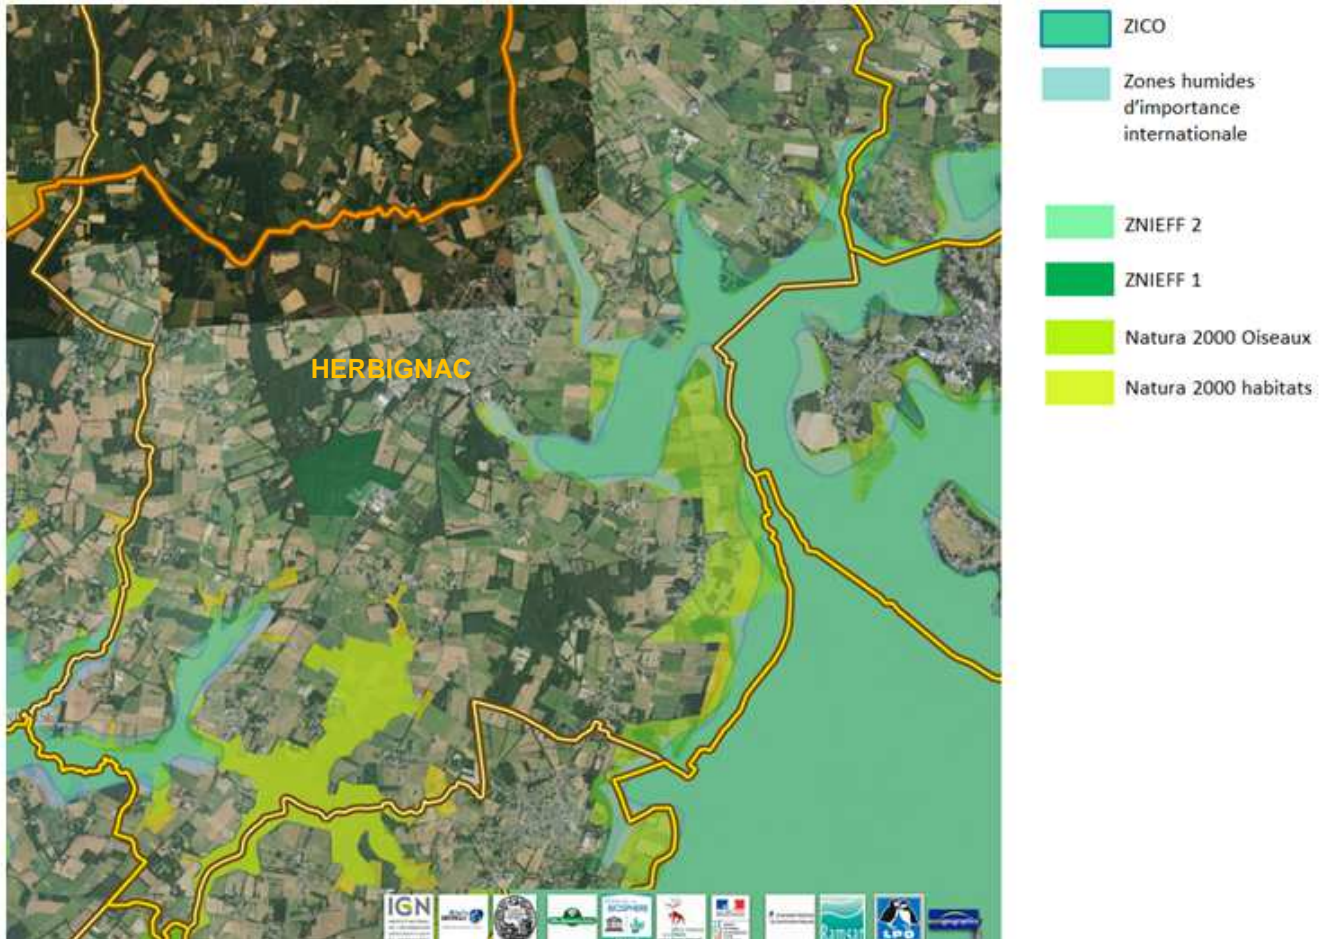 ZICO
Zones humides
d'importance
internationale
ZNIEFF 2
ZNIEFF 1
Natura 2000 Oiseaux
Natura 2000 habitats
HERBIGNAC
IGN
BIOSPHERE
Ramsar
LPO